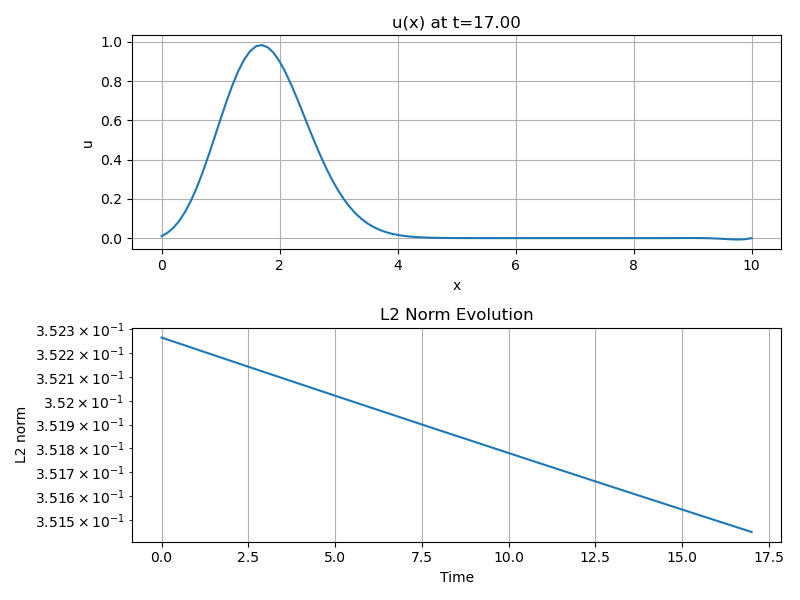 u(x) at t=17.00
1.0
0.8
0.6
0.4
0.2
0.0
u
0 2 4 6 8 10
x
L2 Norm Evolution
3.523 × 10⁻¹
3.522 × 10⁻¹
3.521 × 10⁻¹
3.52 × 10⁻¹
3.519 × 10⁻¹
3.518 × 10⁻¹
3.517 × 10⁻¹
3.516 × 10⁻¹
3.515 × 10⁻¹
L2 norm
0.0 2.5 5.0 7.5 10.0 12.5 15.0 17.5
Time